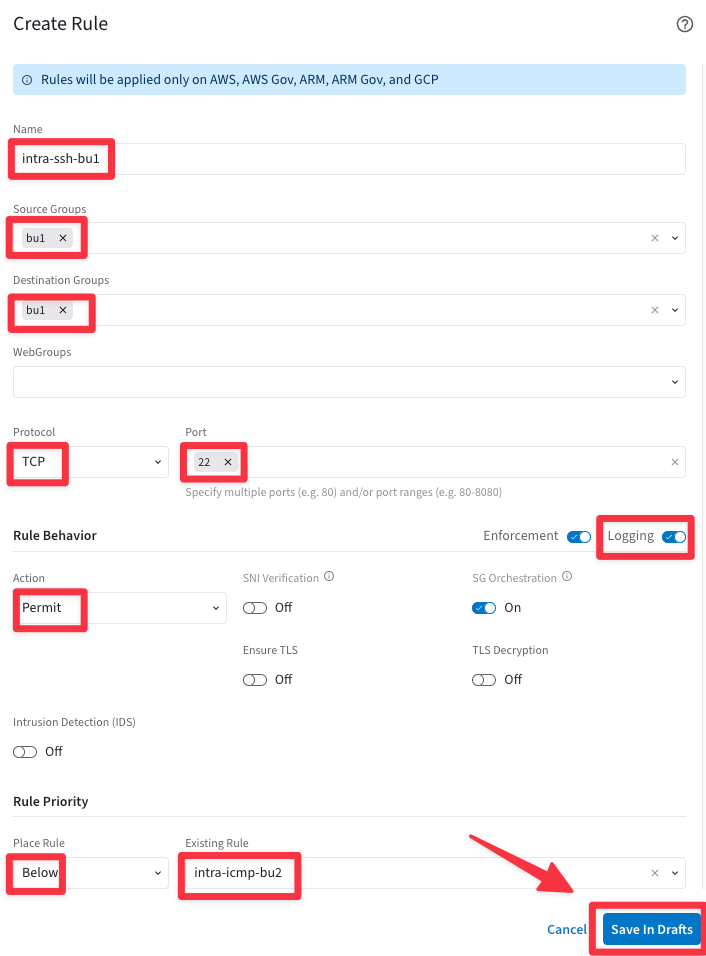 Create Rule
Rules will be applied only on AWS, AWS Gov, ARM, ARM Gov, and GCP
Name
intra-ssh-bu1
Source Groups
bu1
Destination Groups
bu1
WebGroups
Protocol Port
TCP 22
Specify multiple ports (e.g. 80) and/or port ranges (e.g. 80-8080)
Rule Behavior Enforcement Logging
Action SNI Verification SG Orchestration
Permit Off On
Ensure TLS TLS Decryption
Off Off
Intrusion Detection (IDS)
Off
Rule Priority
Place Rule Existing Rule
Below intra-icmp-bu2
Cancel Save In Drafts